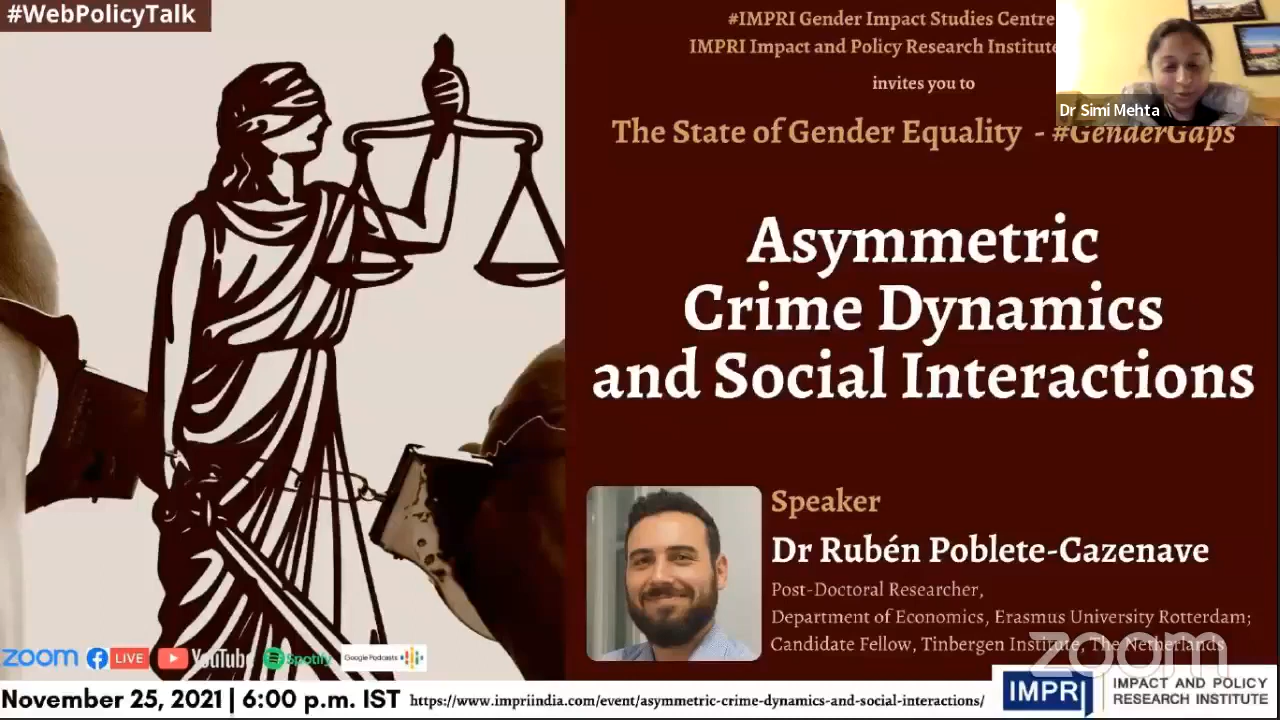 #WebPolicyTalk
#IMPRI Gender Impact Studies Centre
IMPRI Impact and Policy Research Institute
invites you to
Dr Simi Mehta
The State of Gender Equality - #GenderGaps
Asymmetric
Crime Dynamics
and Social Interactions
Speaker
Dr Rubén Poblete-Cazenave
Post-Doctoral Researcher,
Department of Economics, Erasmus University Rotterdam;
Candidate Fellow, Tinbergen Institute, The Netherlands
zoom
zoom LIVE YouTube Spotify Google Podcasts
November 25, 2021 | 6:00 p.m. IST https://www.impriindia.com/event/asymmetric-crime-dynamics-and-social-interactions/
IMPRI IMPACT AND POLICY
RESEARCH INSTITUTE